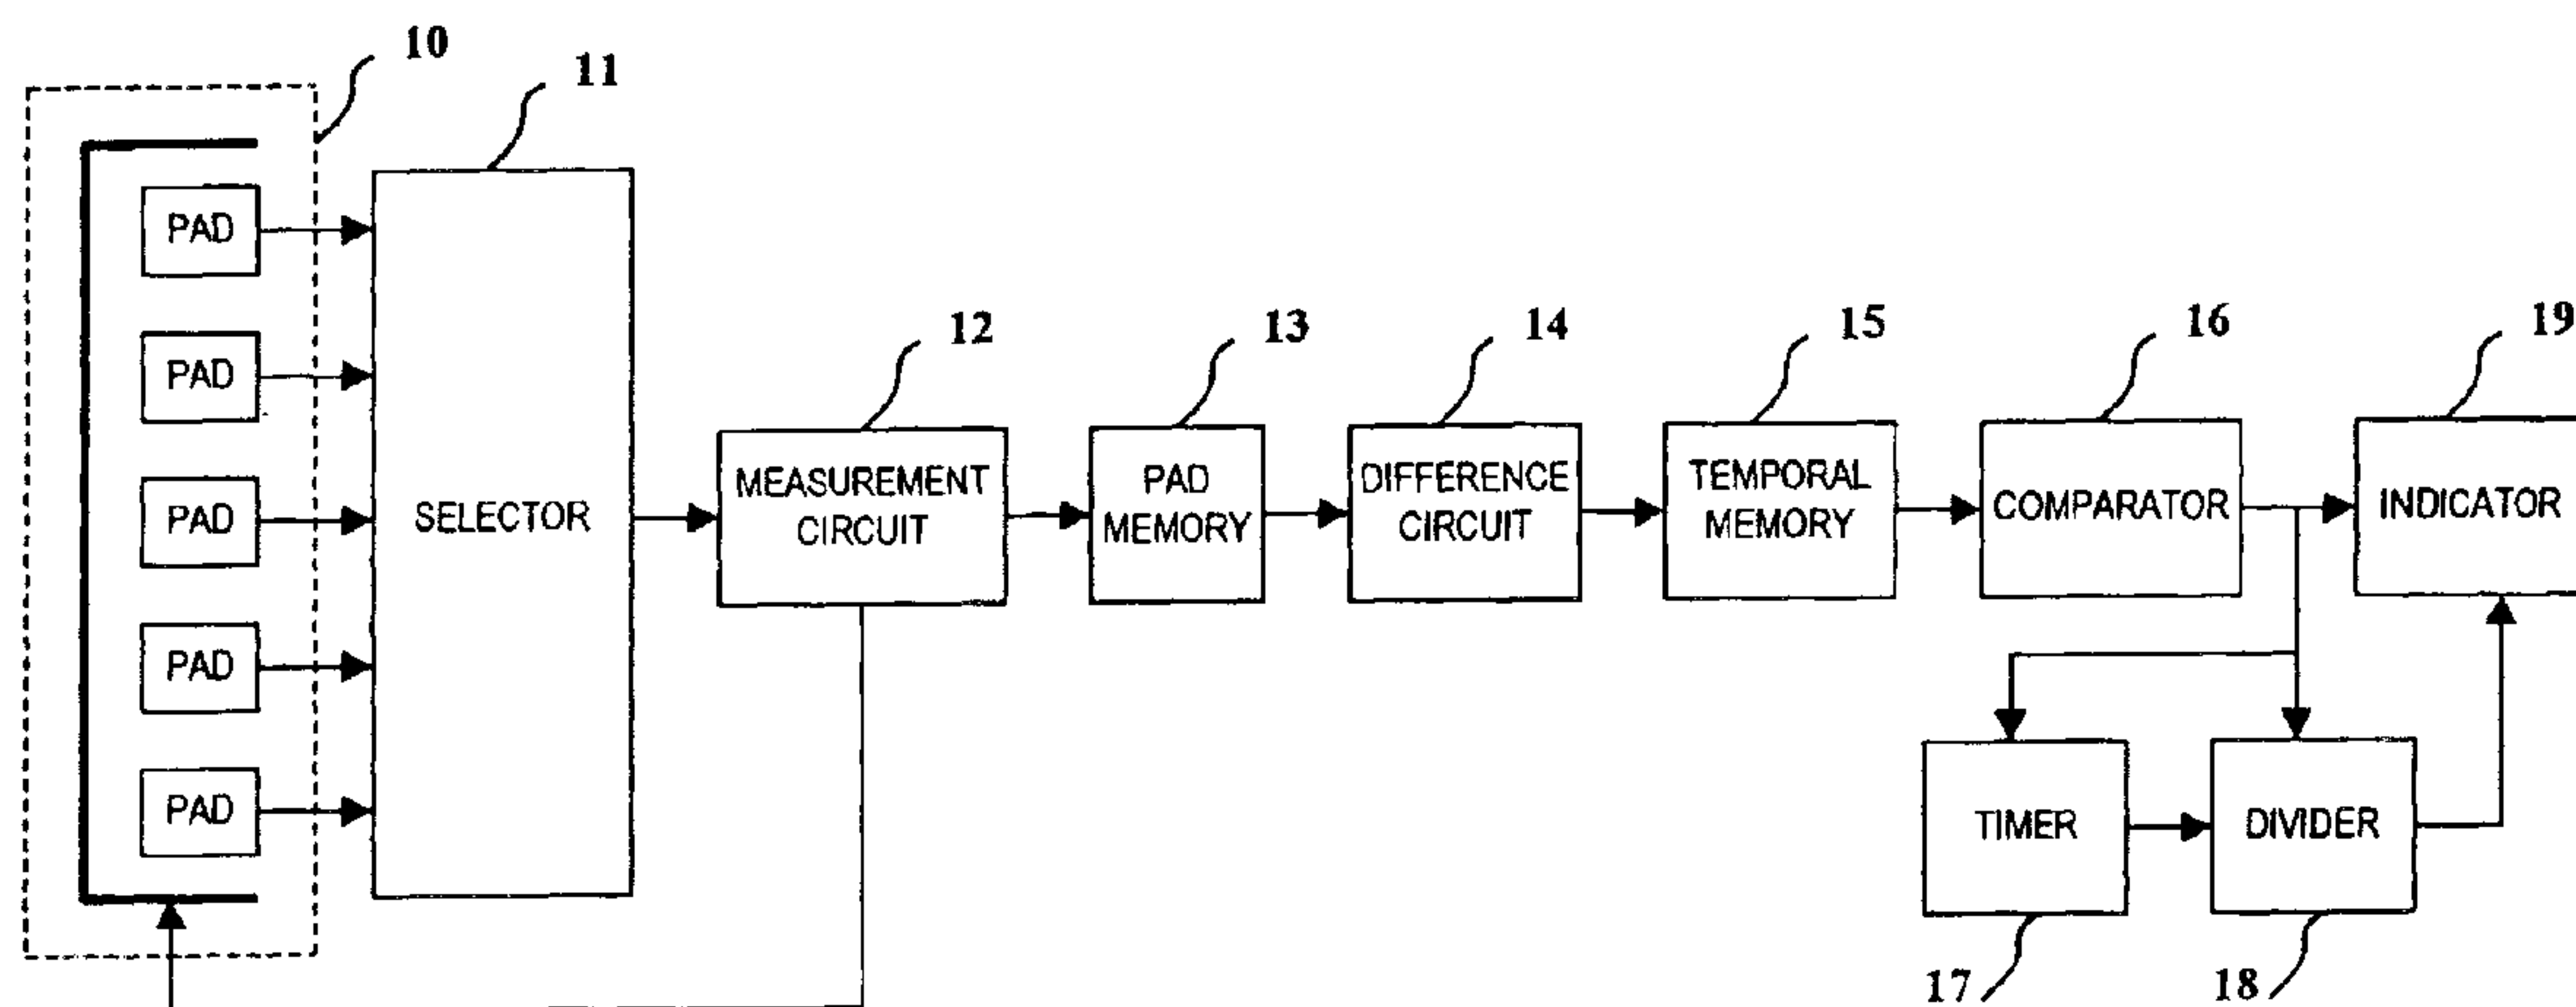 10
11
PAD
PAD
PAD
PAD
PAD
SELECTOR
12
MEASUREMENT
CIRCUIT
13
PAD
MEMORY
14
DIFFERENCE
CIRCUIT
15
TEMPORAL
MEMORY
16
COMPARATOR
19
INDICATOR
TIMER
DIVIDER
17
18